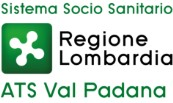 Sistema Socio Sanitario
Regione
Lombardia
ATS Val Padana